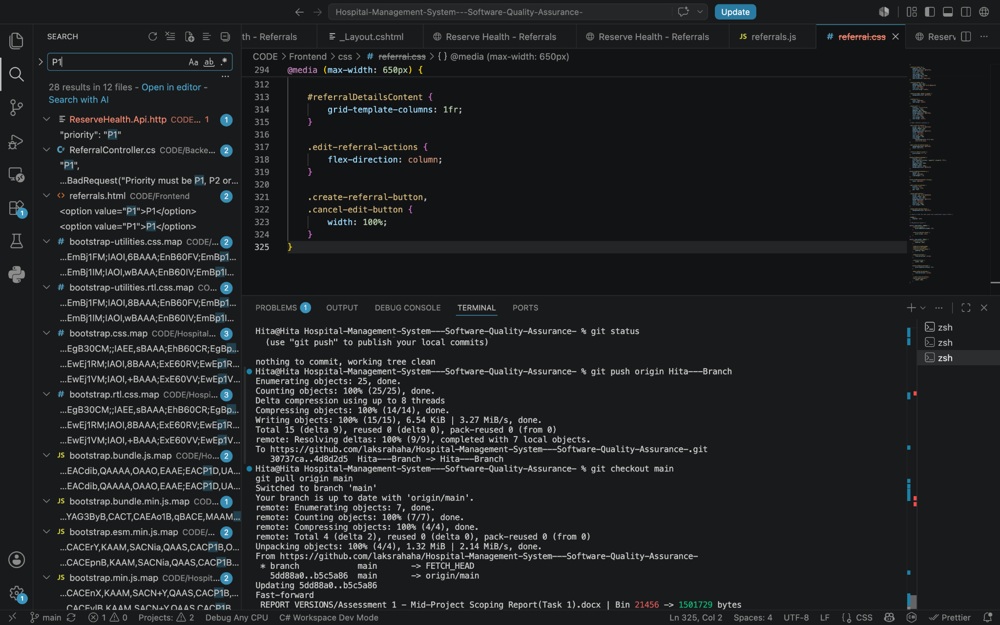 Hospital-Management-System---Software-Quality-Assurance-
Update
SEARCH
P1
Aa ab .*
28 results in 12 files - Open in editor -
Search with AI
ReserveHealth.Api.http CODE... 1 1
"priority": "P1"
ReferralController.cs CODE/Backe... 2
"P1",
...BadRequest("Priority must be P1, P2 or...
referrals.html CODE/Frontend 2
<option value="P1">P1</option>
<option value="P1">P1</option>
bootstrap-utilities.css.map CODE/... 2
...EmBj1FM;IAOI,6BAAA;EnB60FV;EmBp1...
...EmBj1IM;IAOI,wBAAA;EnB60IV;EmBp1I...
bootstrap-utilities.rtl.css.map CO... 2
...EmBj1FM;IAOI,8BAAA;EnB60FV;EmBp1...
...EmBj1IM;IAOI,wBAAA;EnB60IV;EmBp1I...
bootstrap.css.map CODE/Hospital... 3
...EgB30CM;;IAEE,sBAAA;EhB60CR;EgBp...
...EwEj1RM;IAOI,8BAAA;ExE60RV;EwEp1R...
...EwEj1VM;IAOI,+BAAA;ExE60VV;EwEp1V...
bootstrap.rtl.css.map CODE/Hospi... 3
...EgB30CM;;IAEE,sBAAA;EhB60CR;EgBp...
...EwEj1RM;IAOI,8BAAA;ExE60RV;EwEp1R...
...EwEj1VM;IAOI,+BAAA;ExE60VV;EwEp1V...
bootstrap.bundle.js.map CODE/Ho... 2
...EACdib,QAAAA,OAAO,EAAE;EACP1D,UA...
...EACdib,QAAAA,OAAO,EAAE;EACP1D,UA...
bootstrap.bundle.min.js.map COD... 1
...YAG3ByB,CACT,CAEAo1B,qBACE,MAAM...
bootstrap.esm.min.js.map CODE/... 2
...CACErY,KAAM,SACNia,QAAS,CACP1B,O...
...CACEpnB,KAAM,SACNia,QAAS,CACP1B...
bootstrap.min.js.map CODE/Hospit... 2
...CACEnX,KAAM,SACN+Y,QAAS,CACP1B,...
th - Referrals
_Layout.cshtml
Reserve Health - Referrals
Reserve Health - Referrals
JS referrals.js
# referral.css
Reserv
CODE > Frontend > css > # referral.css > { } @media (max-width: 650px)
294 @media (max-width: 650px) {
312
313 #referralDetailsContent {
314 grid-template-columns: 1fr;
315 }
316
317 .edit-referral-actions {
318 flex-direction: column;
319 }
320
321 .create-referral-button,
322 .cancel-edit-button {
323 width: 100%;
324 }
325 }
PROBLEMS 1 OUTPUT DEBUG CONSOLE TERMINAL PORTS
zsh
zsh
zsh
Hita@Hita Hospital-Management-System---Software-Quality-Assurance- % git status
(use "git push" to publish your local commits)
nothing to commit, working tree clean
Hita@Hita Hospital-Management-System---Software-Quality-Assurance- % git push origin Hita---Branch
Enumerating objects: 25, done.
Counting objects: 100% (25/25), done.
Delta compression using up to 8 threads
Compressing objects: 100% (14/14), done.
Writing objects: 100% (15/15), 6.54 KiB | 3.27 MiB/s, done.
Total 15 (delta 9), reused 0 (delta 0), pack-reused 0 (from 0)
remote: Resolving deltas: 100% (9/9), completed with 7 local objects.
To https://github.com/laksrahaha/Hospital-Management-System---Software-Quality-Assurance-.git
30737ca..4d8d2d5 Hita---Branch -> Hita---Branch
Hita@Hita Hospital-Management-System---Software-Quality-Assurance- % git checkout main
git pull origin main
Switched to branch 'main'
Your branch is up to date with 'origin/main'.
remote: Enumerating objects: 7, done.
remote: Counting objects: 100% (7/7), done.
remote: Compressing objects: 100% (4/4), done.
remote: Total 4 (delta 2), reused 0 (delta 0), pack-reused 0 (from 0)
Unpacking objects: 100% (4/4), 1.32 MiB | 2.14 MiB/s, done.
From https://github.com/laksrahaha/Hospital-Management-System---Software-Quality-Assurance-
* branch main -> FETCH_HEAD
5dd88a0..b5c5a86 main -> origin/main
Updating 5dd88a0..b5c5a86
Fast-forward
REPORT VERSIONS/Assessment 1 - Mid-Project Scoping Report(Task 1).docx | Bin 21456 -> 1501729 bytes
main 1 0 Projects: 2 Debug Any CPU C# Workspace Dev Mode
Ln 325, Col 2 Spaces: 4 UTF-8 LF CSS Prettier